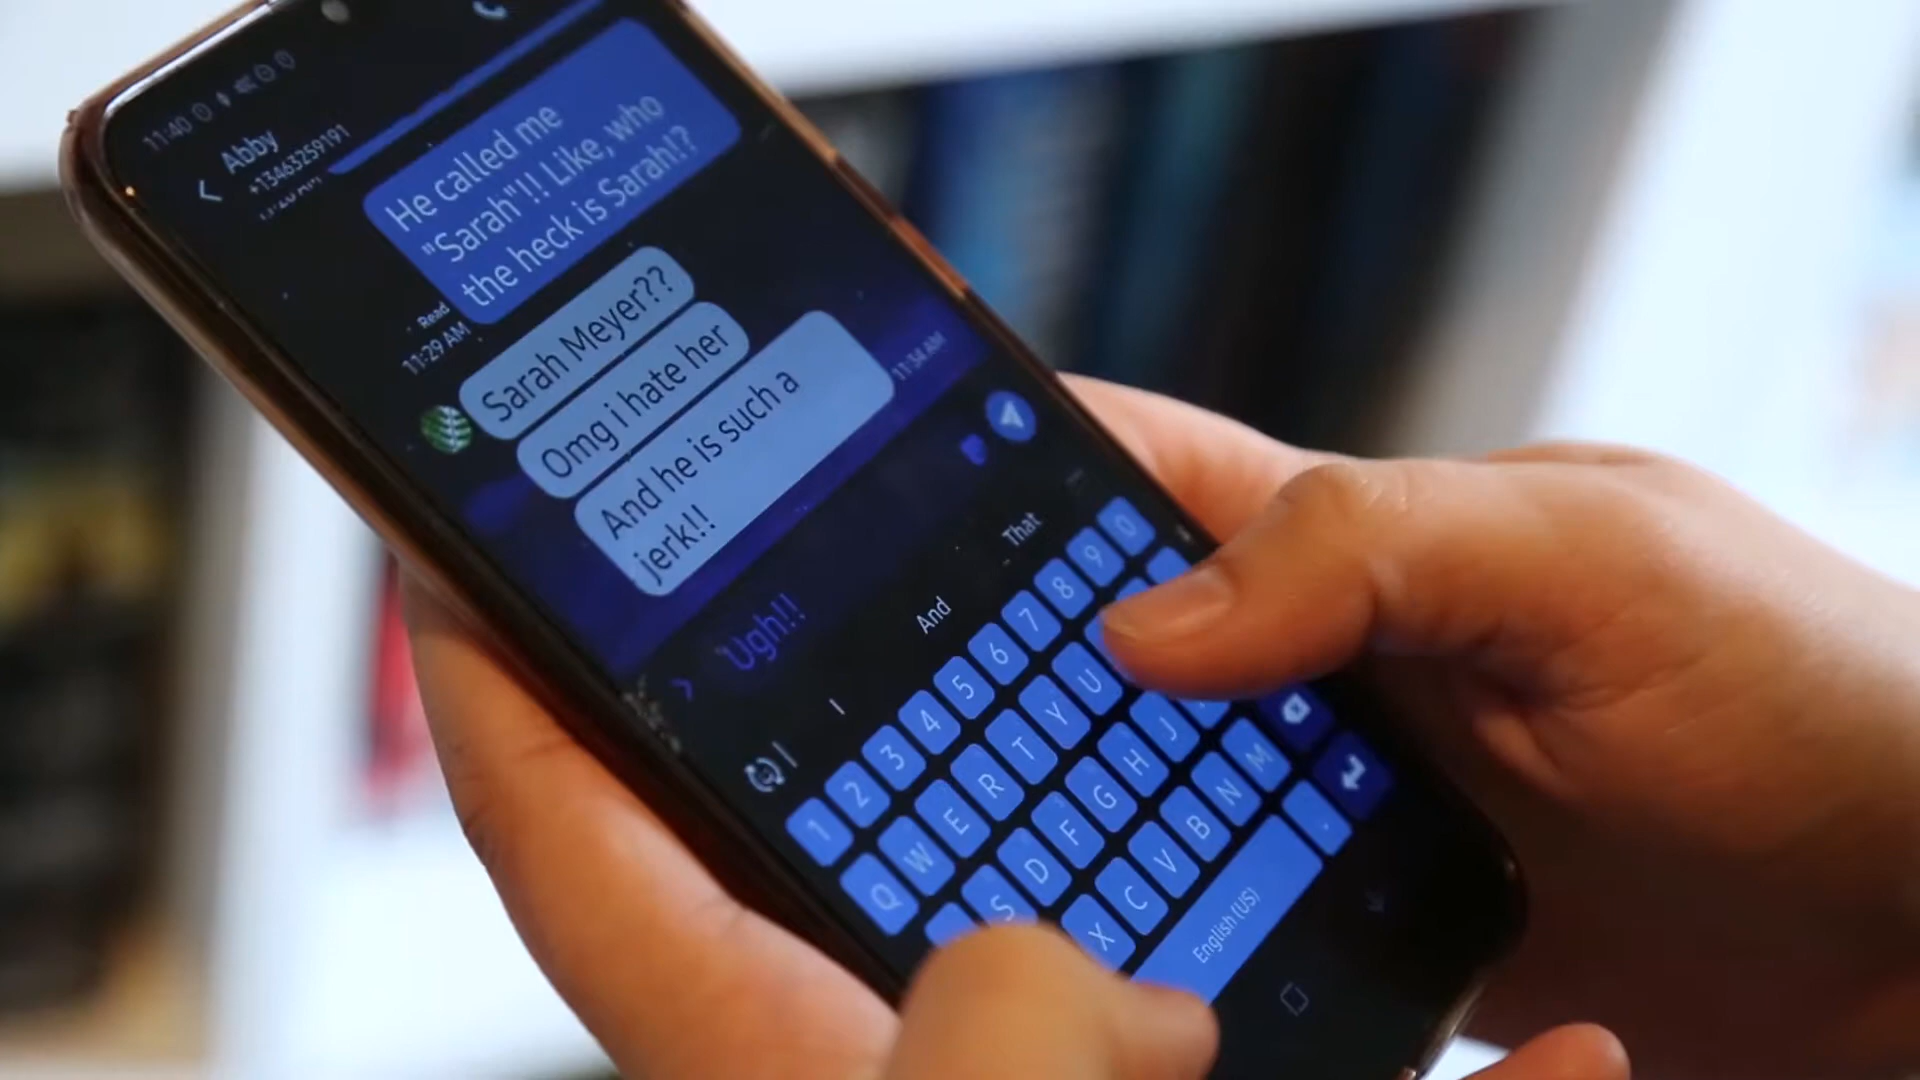 11:40
Abby
+13463259191
He called me
"Sarah"!! Like, who
the heck is Sarah!?
Read
11:29 AM
Sarah Meyer??
Omg i hate her
And he is such a
jerk!!
11:34 AM
Ugh!!
I And That
1 2 3 4 5 6 7 8 9 0
Q W E R T Y U
S D F G H J
X C V B N M
English (US) .